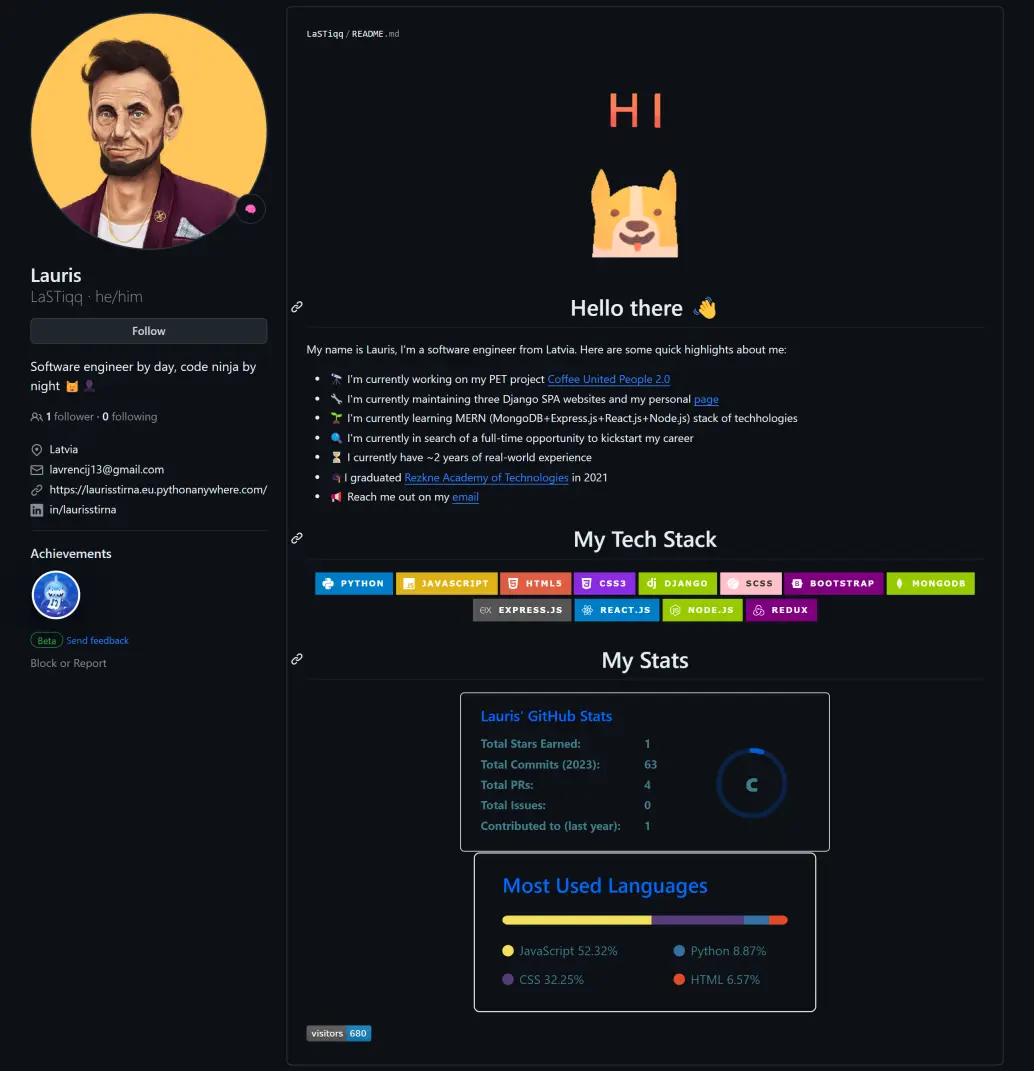 LaSTiqq / README.md
HI
Lauris
LaSTiqq · he/him
Follow
Software engineer by day, code ninja by
night
1 follower · 0 following
Latvia
lavrencij13@gmail.com
https://laurisstirna.eu.pythonanywhere.com/
in/laurisstirna
Achievements
Beta Send feedback
Block or Report
Hello there
My name is Lauris, I'm a software engineer from Latvia. Here are some quick highlights about me:
• I'm currently working on my PET project Coffee United People 2.0
• I'm currently maintaining three Django SPA websites and my personal page
• I'm currently learning MERN (MongoDB+Express.js+React.js+Node.js) stack of techhologies
• I'm currently in search of a full-time opportunity to kickstart my career
• I currently have ~2 years of real-world experience
• I graduated Rezkne Academy of Technologies in 2021
• Reach me out on my email
My Tech Stack
PYTHON JAVASCRIPT HTML5 CSS3 DJANGO SCSS BOOTSTRAP MONGODB
EXPRESS.JS REACT.JS NODE.JS REDUX
My Stats
Lauris' GitHub Stats
Total Stars Earned: 1
Total Commits (2023): 63
Total PRs: 4
Total Issues: 0
Contributed to (last year): 1
C
Most Used Languages
JavaScript 52.32% Python 8.87%
CSS 32.25% HTML 6.57%
visitors 680